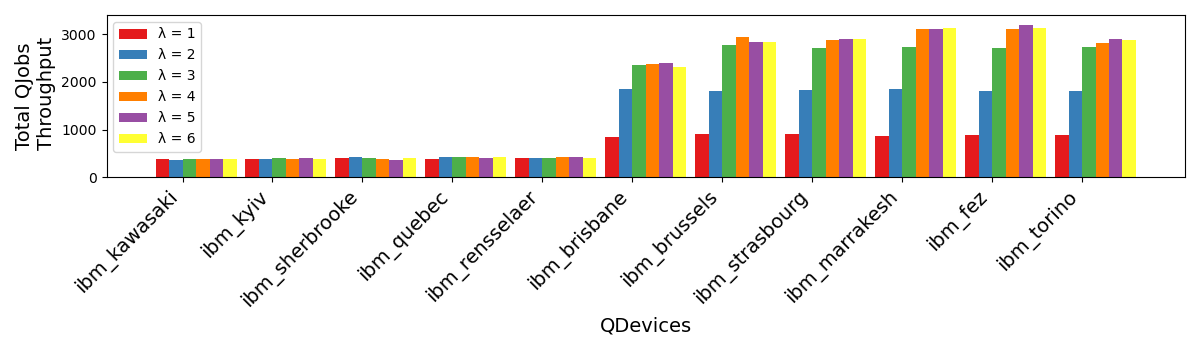 Total QJobs
Throughput
3000
2000
1000
0
λ = 1
λ = 2
λ = 3
λ = 4
λ = 5
λ = 6
ibm_kawasaki
ibm_kyiv
ibm_sherbrooke
ibm_quebec
ibm_rensselaer
ibm_brisbane
ibm_brussels
ibm_strasbourg
ibm_marrakesh
ibm_fez
ibm_torino
QDevices